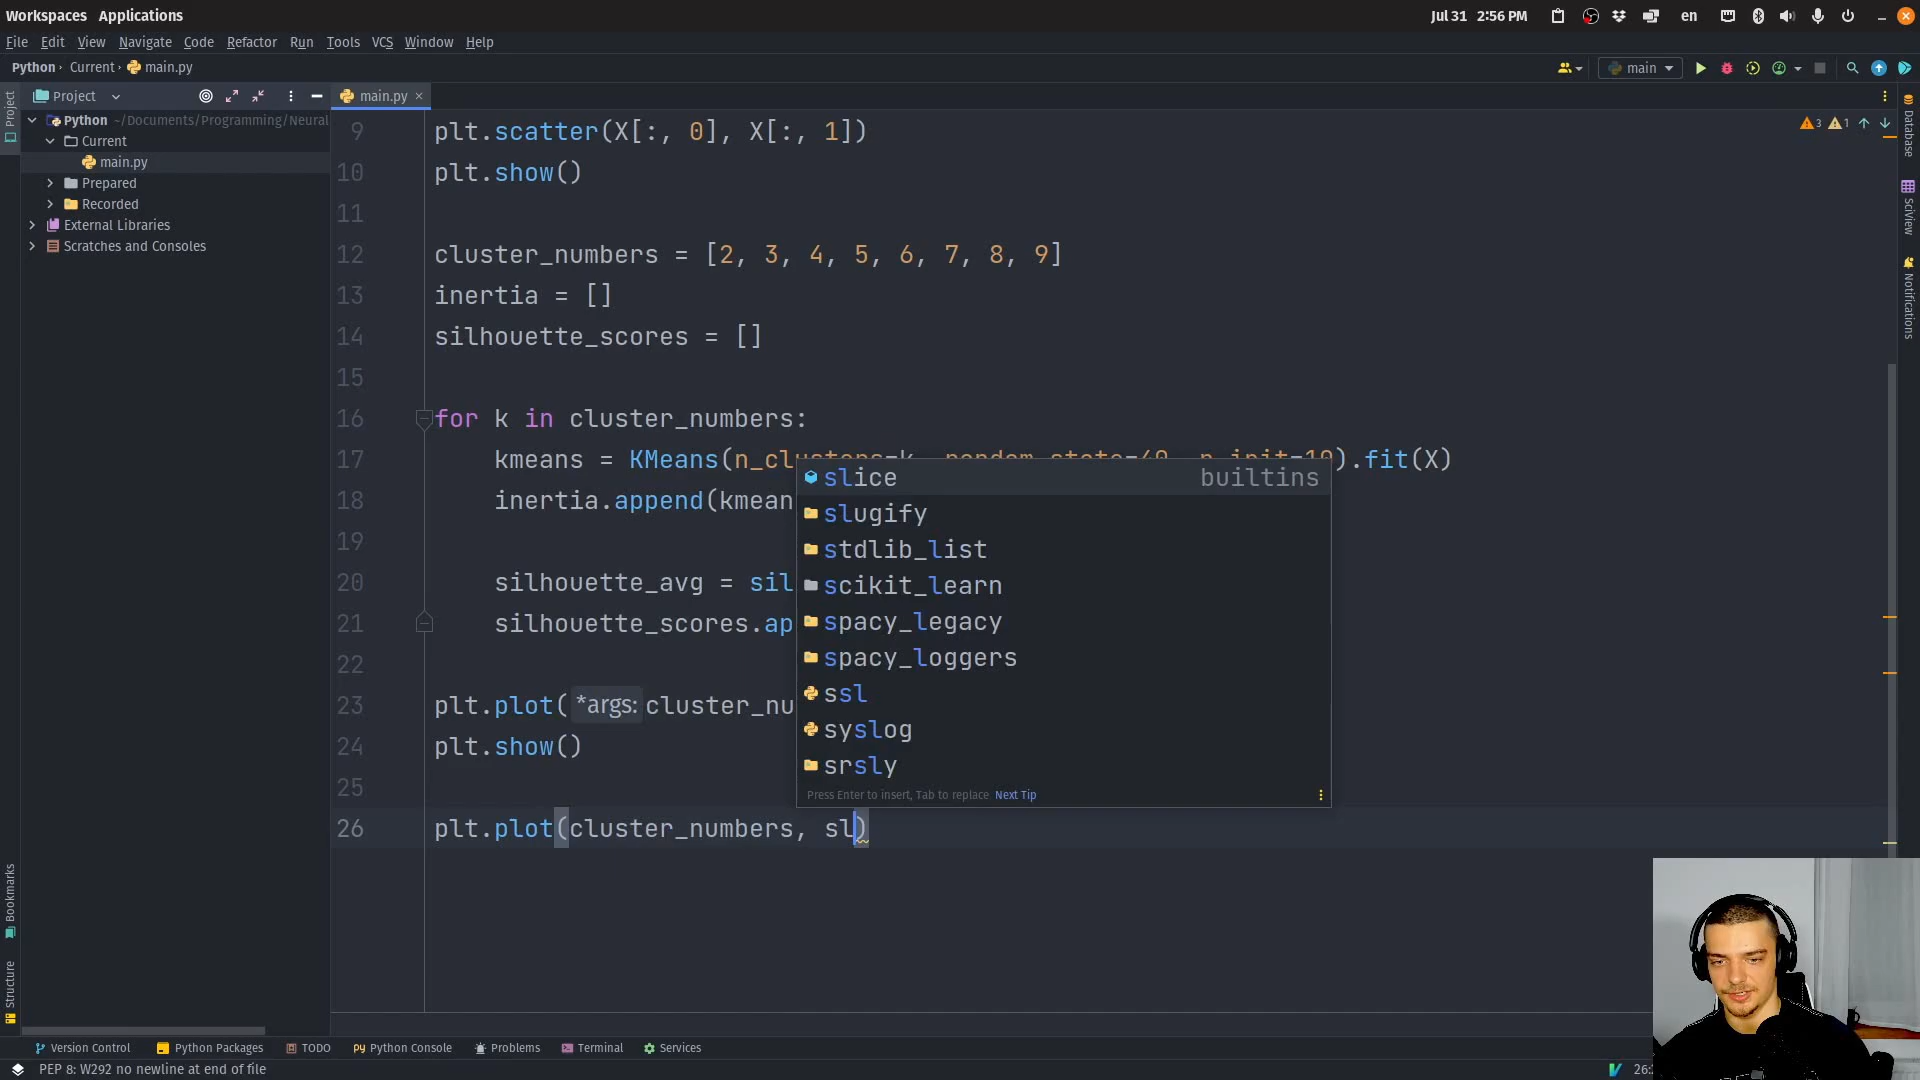 Workspaces Applications
Jul 31 2:56 PM
en
File Edit View Navigate Code Refactor Run Tools VCS Window Help
Python Current main.py
main
Project
main.py
Python ~/Documents/Programming/Neural
Current
main.py
Prepared
Recorded
External Libraries
Scratches and Consoles
Project
Bookmarks
Structure
Database
SciView
Notifications
3 1
9 plt.scatter(X[:, 0], X[:, 1])
10 plt.show()
11
12 cluster_numbers = [2, 3, 4, 5, 6, 7, 8, 9]
13 inertia = []
14 silhouette_scores = []
15
16 for k in cluster_numbers:
17 kmeans = KMeans(n_clusters=k, random_state=40, n_init=10).fit(X)
18 inertia.append(kmean
19
20 silhouette_avg = sil
21 silhouette_scores.ap
22
23 plt.plot(*args: cluster_nu
24 plt.show()
25
26 plt.plot(cluster_numbers, sl)
slice builtins
slugify
stdlib_list
scikit_learn
spacy_legacy
spacy_loggers
ssl
syslog
srsly
Press Enter to insert, Tab to replace Next Tip
Version Control Python Packages TODO Python Console Problems Terminal Services
PEP 8: W292 no newline at end of file
26: